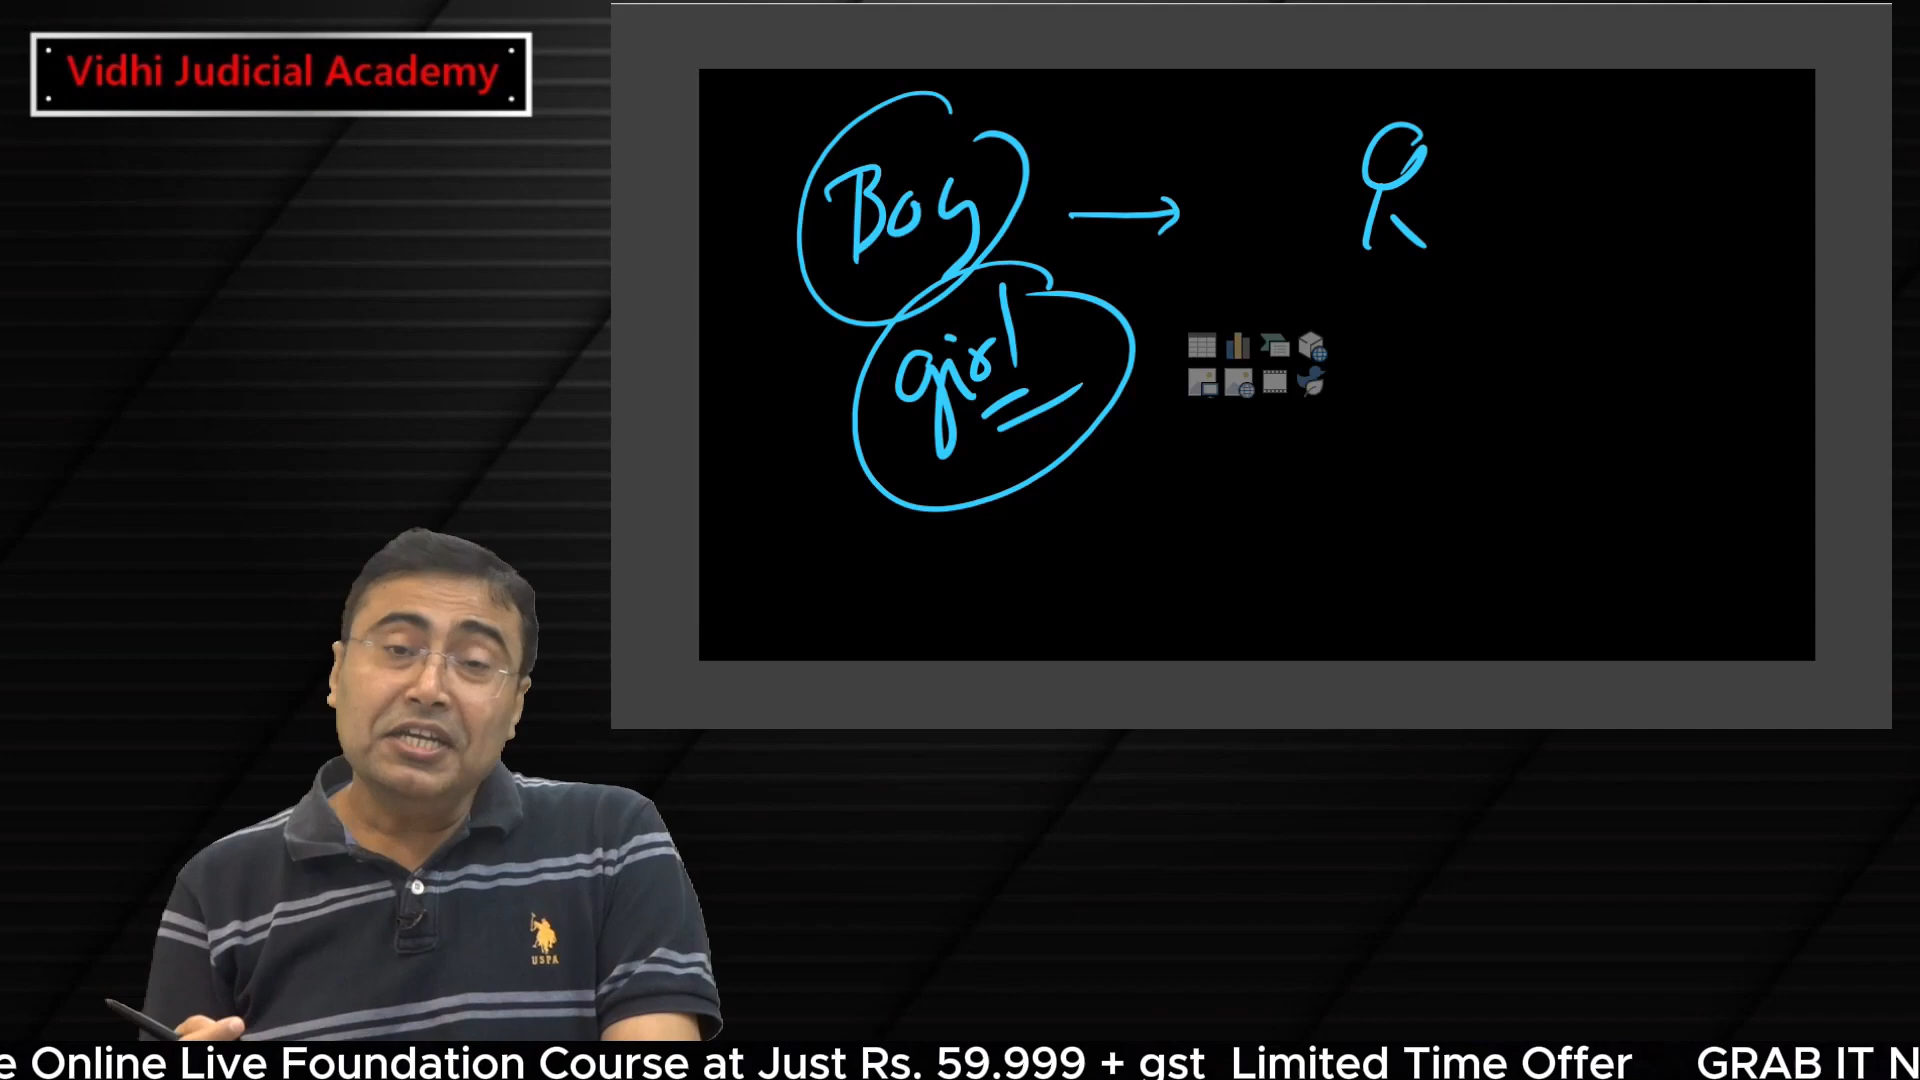 Vidhi Judicial Academy
Boy
girl
USPA
e Online Live Foundation Course at Just Rs. 59.999 + gst Limited Time Offer GRAB IT N